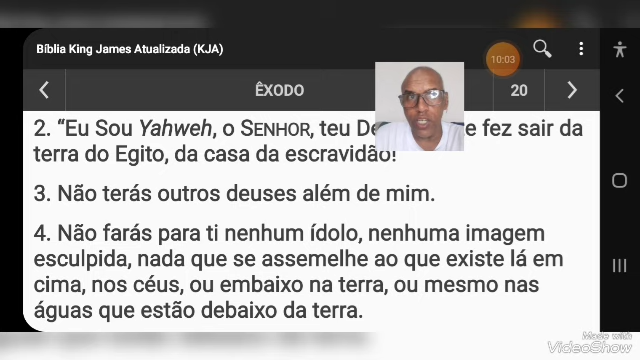 Bíblia King James Atualizada (KJA)
10:03
ÊXODO
20
2. “Eu Sou Yahweh, o SENHOR, teu De e fez sair da
terra do Egito, da casa da escravidão!
3. Não terás outros deuses além de mim.
4. Não farás para ti nenhum ídolo, nenhuma imagem
esculpida, nada que se assemelhe ao que existe lá em
cima, nos céus, ou embaixo na terra, ou mesmo nas
águas que estão debaixo da terra.
Made with
VideoShow